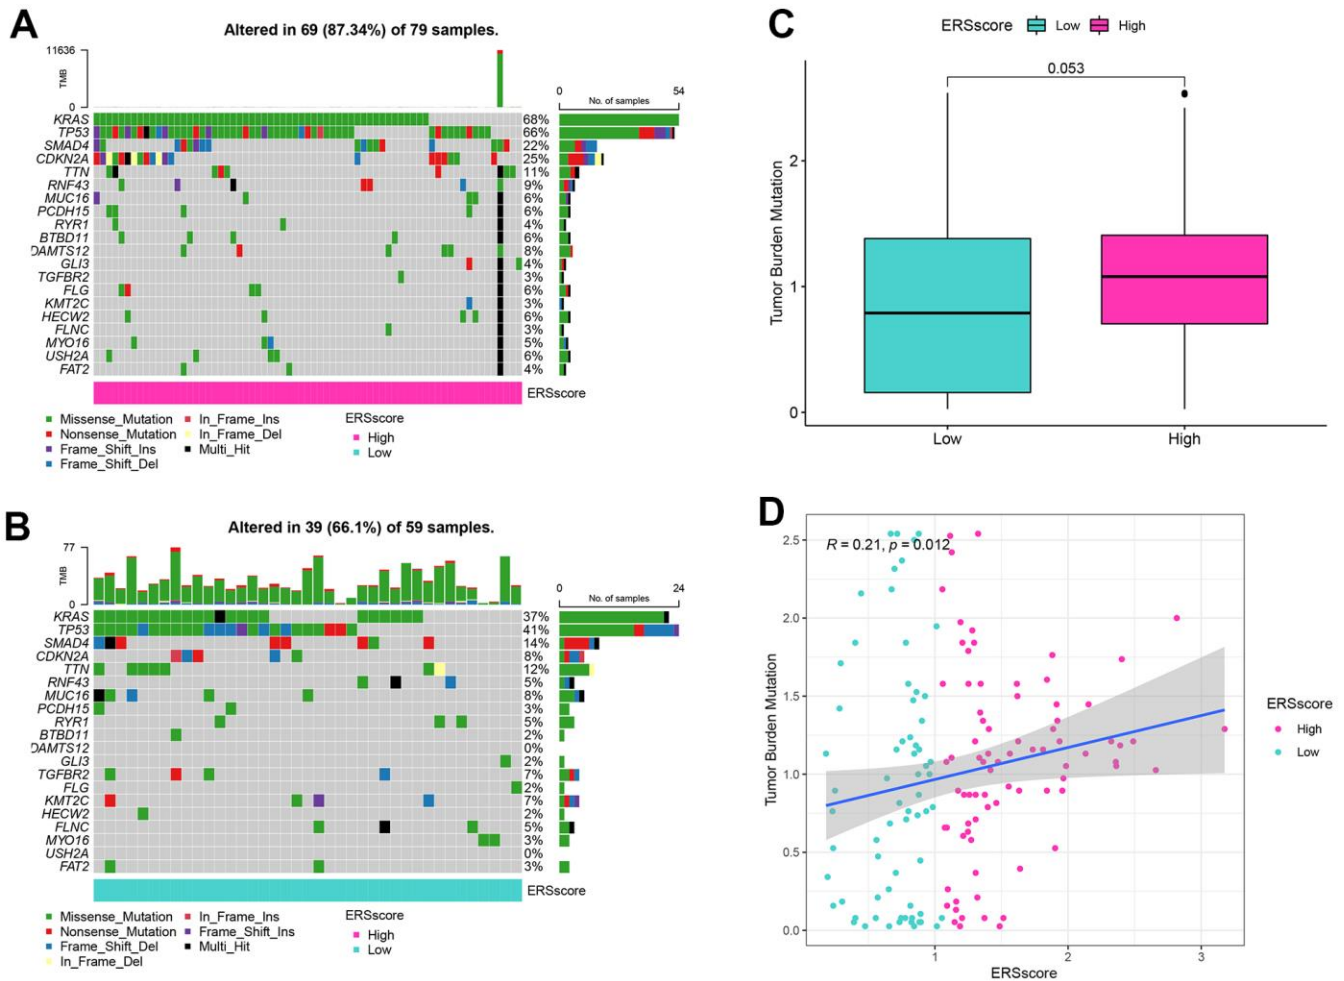 A
Altered in 69 (87.34%) of 79 samples.
11636
TMB
0
0 54
No. of samples
KRAS 68%
TP53 66%
SMAD4 22%
CDKN2A 25%
TTN 11%
RNF43 9%
MUC16 6%
PCDH15 6%
RYR1 4%
BTBD11 6%
DAMTS12 8%
GLI3 4%
TGFBR2 3%
FLG 6%
KMT2C 3%
HECW2 6%
FLNC 3%
MYO16 5%
USH2A 6%
FAT2 4%
ERSscore
Missense_Mutation In_Frame_Ins
Nonsense_Mutation In_Frame_Del
Frame_Shift_Ins Multi_Hit
Frame_Shift_Del
ERSscore
High
Low
B
Altered in 39 (66.1%) of 59 samples.
77
TMB
0
0 24
No. of samples
KRAS 37%
TP53 41%
SMAD4 14%
CDKN2A 8%
TTN 12%
RNF43 5%
MUC16 8%
PCDH15 3%
RYR1 5%
BTBD11 2%
DAMTS12 0%
GLI3 2%
TGFBR2 7%
FLG 2%
KMT2C 7%
HECW2 2%
FLNC 5%
MYO16 3%
USH2A 0%
FAT2 3%
ERSscore
Missense_Mutation In_Frame_Ins
Nonsense_Mutation Frame_Shift_Ins
Frame_Shift_Del Multi_Hit
In_Frame_Del
ERSscore
High
Low
C
ERSscore Low High
0.053
Tumor Burden Mutation
2
1
0
Low High
D
R = 0.21, p = 0.012
Tumor Burden Mutation
2.5
2.0
1.5
1.0
0.5
0.0
1 2 3
ERSscore
ERSscore
High
Low